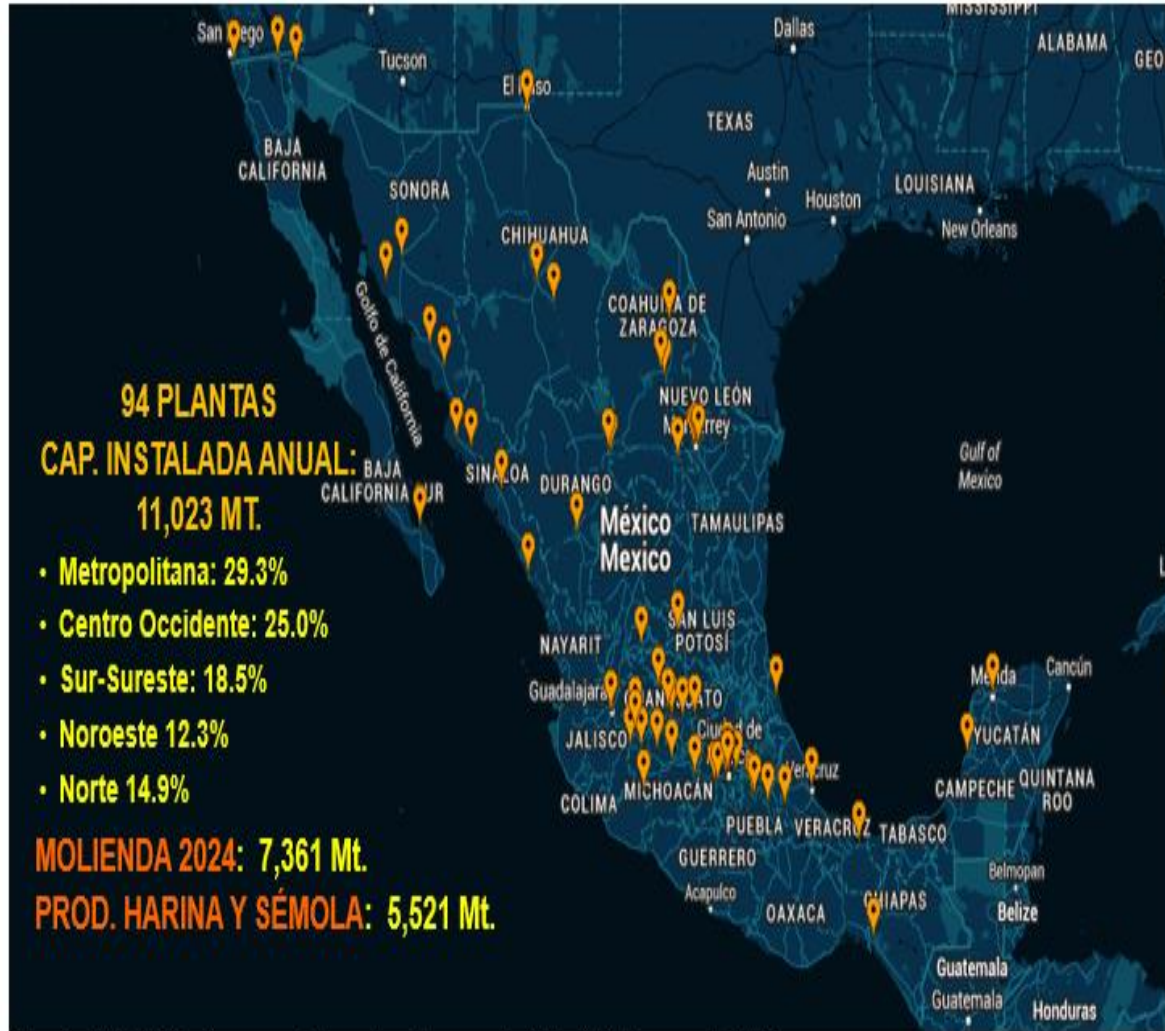 MISSISSIPPI
Dallas
ALABAMA
GEO
San Diego
Tucson
El Paso
TEXAS
BAJA
CALIFORNIA
SONORA
Austin
LOUISIANA
Houston
San Antonio
New Orleans
CHIHUAHUA
Golfo de California
COAHUILA DE
ZARAGOZA
NUEVO LEÓN
Monterrey
94 PLANTAS
CAP. INSTALADA ANUAL:
11,023 MT.
• Metropolitana: 29.3%
• Centro Occidente: 25.0%
• Sur-Sureste: 18.5%
• Noroeste 12.3%
• Norte 14.9%
MOLIENDA 2024: 7,361 Mt.
PROD. HARINA Y SÉMOLA: 5,521 Mt.
Gulf of
Mexico
BAJA
CALIFORNIA SUR
SINALOA
DURANGO
México
Mexico
TAMAULIPAS
SAN LUIS
POTOSÍ
NAYARIT
Guadalajara
GUANAJUATO
Mérida
Cancún
JALISCO
Ciudad de
YUCATÁN
Veracruz
COLIMA
MICHOACÁN
CAMPECHE
QUINTANA
ROO
PUEBLA
VERACRUZ
TABASCO
GUERRERO
Acapulco
OAXACA
CHIAPAS
Belmopan
Belize
Guatemala
Guatemala
Honduras